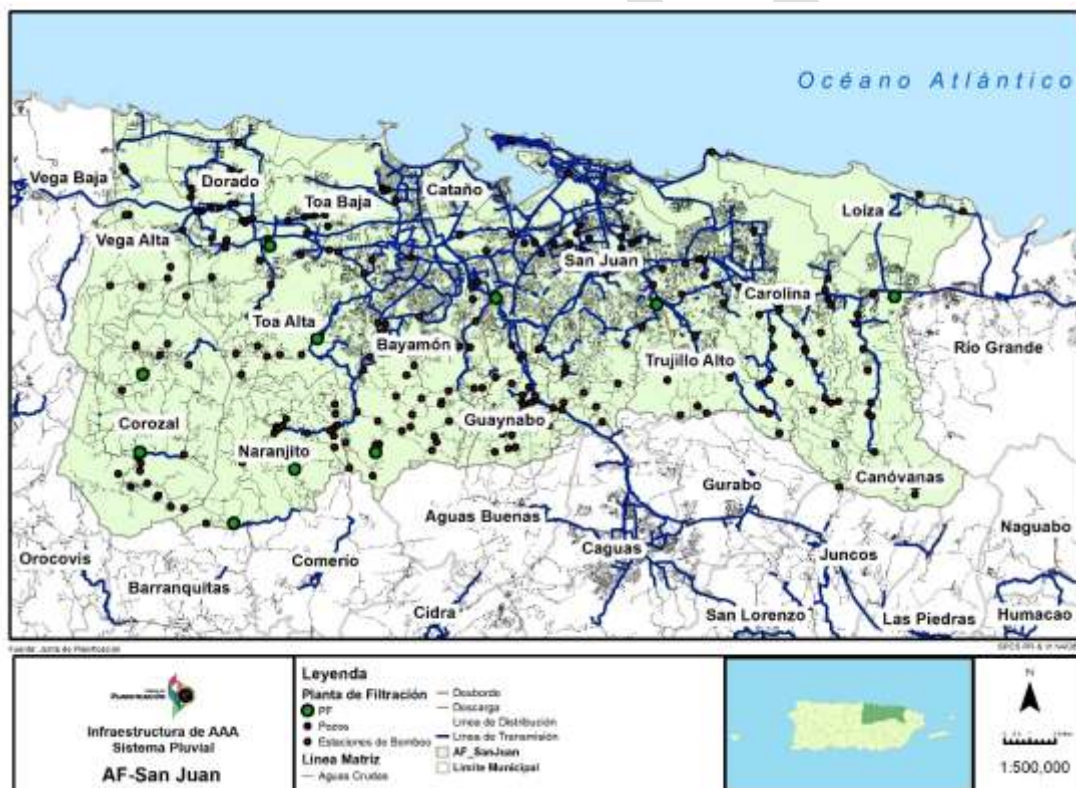 Océano Atlántico
Vega Baja
Dorado
Toa Baja
Cataño
Loíza
Vega Alta
San Juan
Carolina
Toa Alta
Bayamón
Trujillo Alto
Río Grande
Corozal
Guaynabo
Naranjito
Canóvanas
Gurabo
Aguas Buenas
Naguabo
Orocovis
Comerío
Caguas
Juncos
Barranquitas
Cidra
San Lorenzo
Las Piedras
Humacao
Fuente: Junta de Planificación
PLANIFICACIÓN
Infraestructura de AAA
Sistema Pluvial
AF-San Juan
Leyenda
Planta de Filtración
PF
Pozos
Estaciones de Bombeo
Línea Matriz
Aguas Crudas
Desborde
Descarga
Línea de Distribución
Línea de Transmisión
AF_SanJuan
Límite Municipal
N
1:500,000